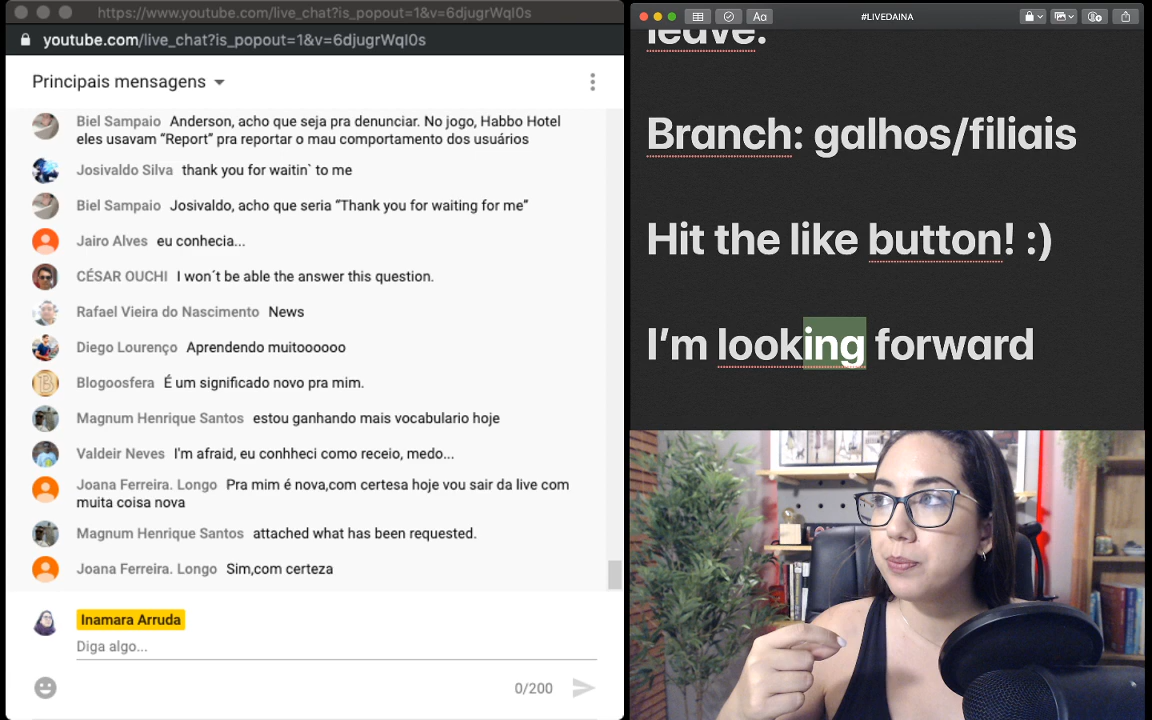 https://www.youtube.com/live_chat?is_popout=1&v=6djugrWqI0s
youtube.com/live_chat?is_popout=1&v=6djugrWqI0s
Principais mensagens
Biel Sampaio Anderson, acho que seja pra denunciar. No jogo, Habbo Hotel
eles usavam “Report” pra reportar o mau comportamento dos usuários
Josivaldo Silva thank you for waitin` to me
Biel Sampaio Josivaldo, acho que seria “Thank you for waiting for me”
Jairo Alves eu conhecia...
CÉSAR OUCHI I won´t be able the answer this question.
Rafael Vieira do Nascimento News
Diego Lourenço Aprendendo muitoooooo
Blogoosfera É um significado novo pra mim.
Magnum Henrique Santos estou ganhando mais vocabulario hoje
Valdeir Neves I'm afraid, eu conhheci como receio, medo...
Joana Ferreira. Longo Pra mim é nova,com certesa hoje vou sair da live com
muita coisa nova
Magnum Henrique Santos attached what has been requested.
Joana Ferreira. Longo Sim,com certeza
Inamara Arruda
Diga algo...
0/200
Aa
#LIVEDAINA
leave.
Branch: galhos/filiais
Hit the like button! :)
I’m looking forward